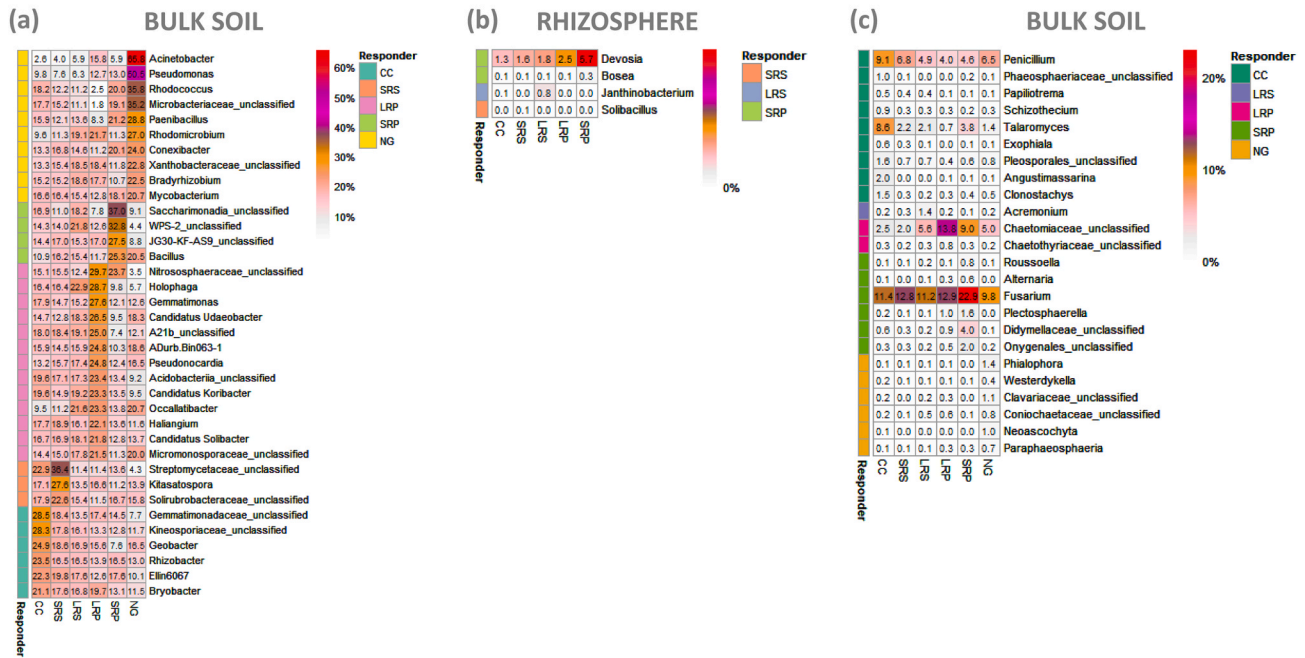 (a) BULK SOIL
2.6 4.0 5.9 15.8 5.9 Acinetobacter
9.8 7.6 6.3 12.7 13.0 Pseudomonas
18.2 12.2 11.2 2.5 20.0 35.8 Rhodococcus
17.7 15.2 11.1 1.8 19.1 35.2 Microbacteriaceae_unclassified
15.9 12.1 13.6 8.3 21.2 28.8 Paenibacillus
9.6 11.3 19.1 21.7 11.3 27.0 Rhodomicrobium
13.3 16.8 14.6 11.2 20.1 24.0 Conexibacter
13.3 15.4 18.5 18.4 11.8 22.8 Xanthobacteraceae_unclassified
15.2 15.2 18.6 17.7 10.7 22.5 Bradyrhizobium
16.6 16.4 15.4 12.8 18.1 20.7 Mycobacterium
16.9 11.0 18.2 7.8 37.0 9.1 Saccharimonadia_unclassified
14.3 14.0 21.8 12.6 32.8 4.4 WPS-2_unclassified
14.4 17.0 15.3 17.0 27.5 8.8 JG30-KF-AS9_unclassified
10.9 16.2 15.4 11.7 25.3 20.5 Bacillus
15.1 15.5 12.4 29.7 23.7 3.5 Nitrososphaeraceae_unclassified
16.4 16.4 22.9 28.7 9.8 5.7 Holophaga
17.9 14.7 15.2 27.6 12.1 12.6 Gemmatimonas
14.7 12.8 18.3 26.5 9.5 18.3 Candidatus Udaeobacter
18.0 18.4 19.1 25.0 7.4 12.1 A21b_unclassified
15.9 14.5 15.9 24.8 10.3 18.6 ADurb.Bin063-1
13.2 15.7 17.4 24.8 12.4 16.5 Pseudonocardia
19.6 17.1 17.3 23.4 13.4 9.2 Acidobacteriia_unclassified
19.6 14.9 19.2 23.3 13.5 9.5 Candidatus Koribacter
9.5 11.2 21.6 23.3 13.8 20.7 Occallatibacter
17.7 18.9 16.1 22.1 13.6 11.6 Haliangium
16.7 16.9 18.1 21.8 12.8 13.7 Candidatus Solibacter
14.4 15.0 17.8 21.5 11.3 20.0 Micromonosporaceae_unclassified
22.9 36.4 11.4 11.4 13.6 4.3 Streptomycetaceae_unclassified
17.1 27.6 13.5 16.6 11.2 13.9 Kitasatospora
17.9 22.6 15.4 11.5 16.7 15.8 Solirubrobacteraceae_unclassified
28.5 18.4 13.5 17.4 14.5 7.7 Gemmatimonadaceae_unclassified
28.3 17.8 16.1 13.3 12.8 11.7 Kineosporiaceae_unclassified
24.9 18.6 16.9 15.6 7.6 16.5 Geobacter
23.5 16.5 16.5 13.9 16.5 13.0 Rhizobacter
22.3 19.8 17.6 12.6 17.6 10.1 Ellin6067
21.1 17.6 16.8 19.7 13.1 11.5 Bryobacter
Responder CC SRS LRS LRP SRP NG
60%
50%
40%
30%
20%
10%
Responder
CC
SRS
LRP
SRP
NG
(b) RHIZOSPHERE
1.3 1.6 1.8 2.5 6.7 Devosia
0.1 0.1 0.1 0.1 0.3 Bosea
0.1 0.0 0.8 0.0 0.0 Janthinobacterium
0.0 0.1 0.0 0.0 0.0 Solibacillus
Responder CC SRS LRS LRP SRP
0%
Responder
SRS
LRS
SRP
(c) BULK SOIL
9.1 6.8 4.9 4.0 4.6 6.5 Penicillium
1.0 0.1 0.0 0.0 0.2 0.1 Phaeosphaeriaceae_unclassified
0.5 0.4 0.4 0.1 0.1 0.1 Papiliotrema
0.9 0.3 0.3 0.3 0.2 0.3 Schizothecium
8.6 2.2 2.1 0.7 3.8 1.4 Talaromyces
0.6 0.3 0.1 0.0 0.1 0.1 Exophiala
1.6 0.7 0.7 0.4 0.6 0.8 Pleosporales_unclassified
2.0 0.0 0.0 0.0 0.1 0.0 Angustimassarina
1.5 0.3 0.2 0.3 0.4 0.5 Clonostachys
0.2 0.3 1.4 0.2 0.1 0.2 Acremonium
2.5 2.0 5.6 13.8 9.0 5.0 Chaetomiaceae_unclassified
0.3 0.2 0.3 0.8 0.3 0.2 Chaetothyriaceae_unclassified
0.1 0.0 0.2 0.1 0.8 0.1 Roussoella
0.1 0.0 0.1 0.3 0.6 0.0 Alternaria
11.4 12.8 11.2 12.9 22.9 9.8 Fusarium
0.2 0.1 0.1 1.0 1.6 0.0 Plectosphaerella
0.6 0.3 0.2 0.9 4.0 0.1 Didymellaceae_unclassified
0.3 0.3 0.2 0.5 2.0 0.2 Onygenales_unclassified
0.1 0.1 0.1 0.1 0.0 1.4 Phialophora
0.2 0.1 0.1 0.1 0.1 0.4 Westerdykella
0.2 0.0 0.2 0.3 0.0 1.1 Clavariaceae_unclassified
0.2 0.1 0.5 0.6 0.1 0.8 Coniochaetaceae_unclassified
0.1 0.0 0.0 0.0 0.0 1.0 Neoascochyta
0.1 0.1 0.1 0.3 0.3 0.7 Paraphaeosphaeria
Responder CC SRS LRS LRP SRP NG
20%
10%
0%
Responder
CC
LRS
LRP
SRP
NG